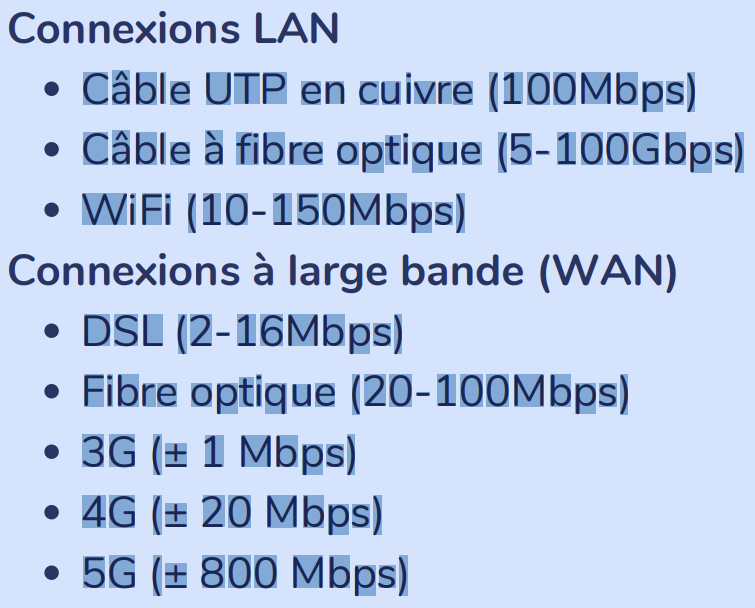 Connexions LAN
• Câble UTP en cuivre (100Mbps)
• Câble à fibre optique (5-100Gbps)
• WiFi (10-150Mbps)
Connexions à large bande (WAN)
• DSL (2-16Mbps)
• Fibre optique (20-100Mbps)
• 3G (± 1 Mbps)
• 4G (± 20 Mbps)
• 5G (± 800 Mbps)